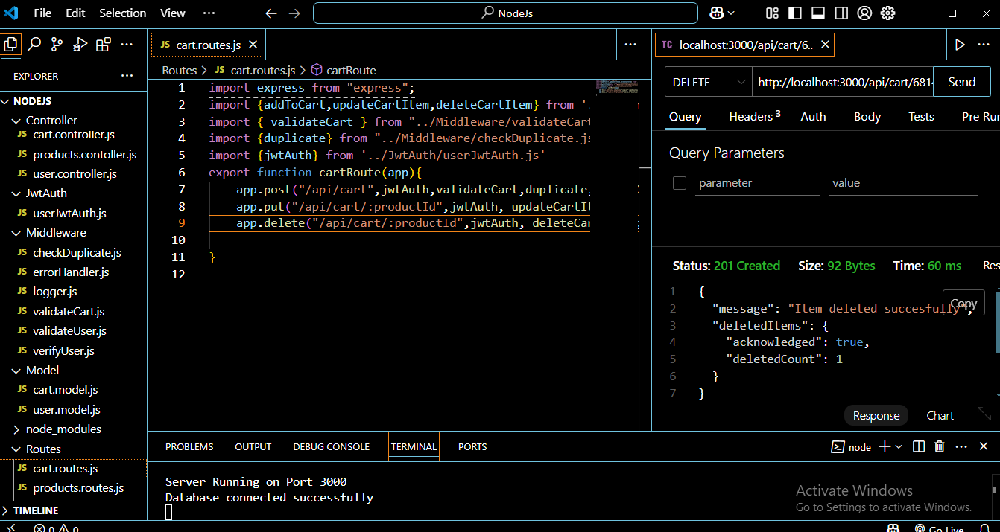 File Edit Selection View ··· NodeJs
EXPLORER
NODEJS
Controller
cart.controller.js
products.contoller.js
user.controller.js
JwtAuth
userJwtAuth.js
Middleware
checkDuplicate.js
errorHandler.js
logger.js
validateCart.js
validateUser.js
verifyUser.js
Model
cart.model.js
user.model.js
node_modules
Routes
cart.routes.js
products.routes.js
TIMELINE
JS cart.routes.js
Routes > JS cart.routes.js > cartRoute
1 import express from "express";
2 import {addToCart,updateCartItem,deleteCartItem} from '.
3 import { validateCart } from "../Middleware/validateCart
4 import {duplicate} from "../Middleware/checkDuplicate.js
5 import {jwtAuth} from '../JwtAuth/userJwtAuth.js'
6 export function cartRoute(app){
7 app.post("/api/cart",jwtAuth,validateCart,duplicate,
8 app.put("/api/cart/:productId",jwtAuth, updateCartIt
9 app.delete("/api/cart/:productId",jwtAuth, deleteCar
10
11 }
12
TC localhost:3000/api/cart/6..
DELETE http://localhost:3000/api/cart/681 Send
Query Headers 3 Auth Body Tests Pre Run
Query Parameters
parameter value
Status: 201 Created Size: 92 Bytes Time: 60 ms Res
Copy
1 {
2 "message": "Item deleted succesfully",
3 "deletedItems": {
4 "acknowledged": true,
5 "deletedCount": 1
6 }
7 }
Response Chart
PROBLEMS OUTPUT DEBUG CONSOLE TERMINAL PORTS node
Server Running on Port 3000
Database connected successfully
Activate Windows
Go to Settings to activate Windows.
0 0 Go Live